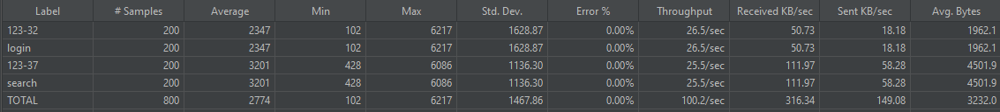 Label # Samples Average Min Max Std. Dev. Error % Throughput Received KB/sec Sent KB/sec Avg. Bytes
123-32 200 2347 102 6217 1628.87 0.00% 26.5/sec 50.73 18.18 1962.1
login 200 2347 102 6217 1628.87 0.00% 26.5/sec 50.73 18.18 1962.1
123-37 200 3201 428 6086 1136.30 0.00% 25.5/sec 111.97 58.28 4501.9
search 200 3201 428 6086 1136.30 0.00% 25.5/sec 111.97 58.28 4501.9
TOTAL 800 2774 102 6217 1467.86 0.00% 100.2/sec 316.34 149.08 3232.0